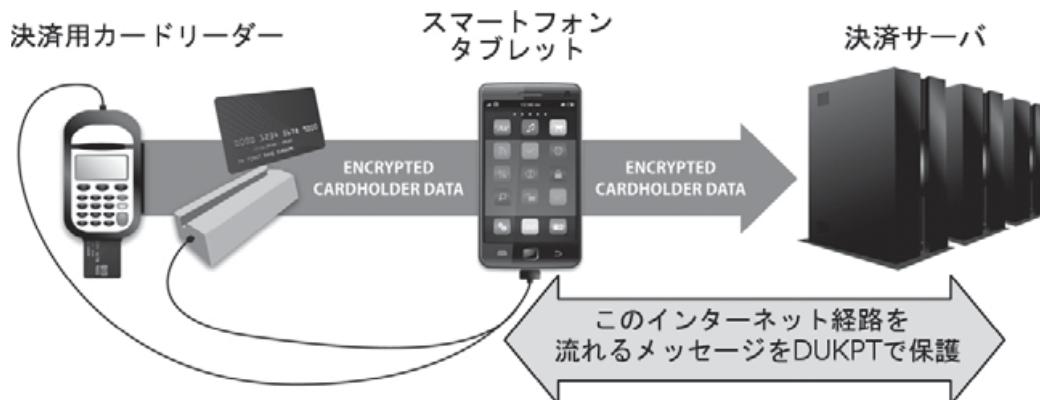 決済用カードリーダー
スマートフォン
タブレット
決済サーバ
ENCRYPTED
CARDHOLDER DATA
ENCRYPTED
CARDHOLDER DATA
このインターネット経路を
流れるメッセージをDUKPTで保護